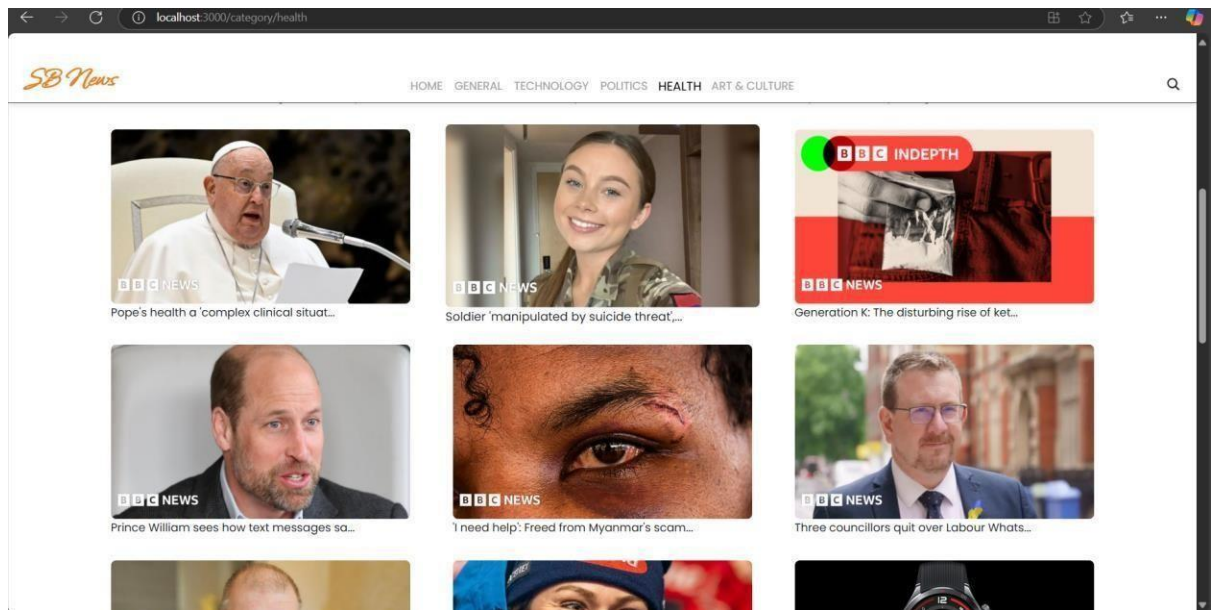 localhost:3000/category/health
SB News
HOME GENERAL TECHNOLOGY POLITICS HEALTH ART & CULTURE
BBC INDEPTH
BBC NEWS
BBC NEWS
BBC NEWS
Pope's health a 'complex clinical situat...
Soldier 'manipulated by suicide threat',...
Generation K: The disturbing rise of ket...
BBC NEWS
BBC NEWS
BBC NEWS
Prince William sees how text messages sa...
'I need help': Freed from Myanmar's scam...
Three councillors quit over Labour Whats...
12